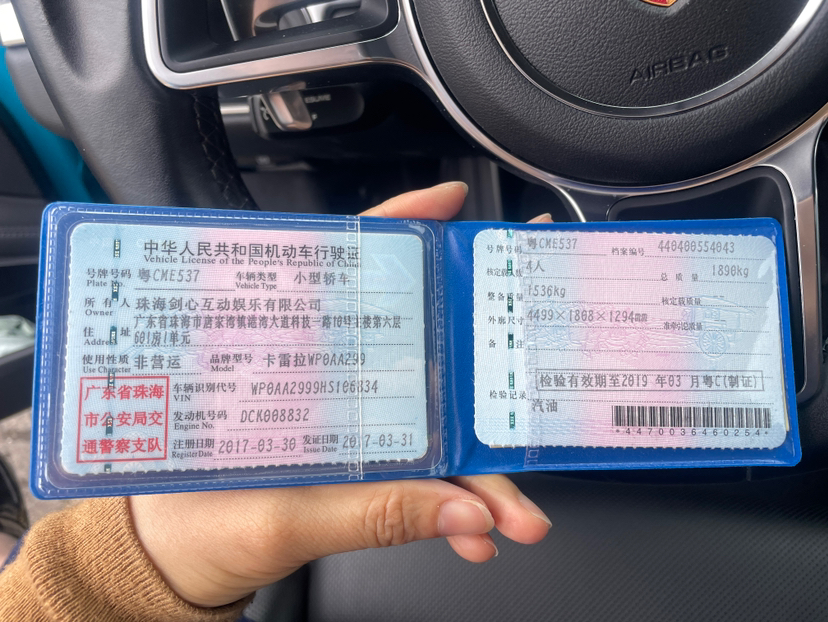 AIRBAG
中华人民共和国机动车行驶证
Vehicle License of the People's Republic of China
号牌号码 粤CME537 车辆类型 小型轿车
Plate No. Vehicle Type
所有人 珠海剑心互动娱乐有限公司
Owner
住址 广东省珠海市唐家湾镇港湾大道科技一路10号主楼第六层
Address 601房1单元
使用性质 非营运 品牌型号 卡雷拉WP0AA299
Use Character Model
广东省珠海
市公安局交
通警察支队
车辆识别代号 WP0AA2999HS106834
VIN
发动机号码 DCK008832
Engine No.
注册日期 2017-03-30 发证日期 2017-03-31
Register Date Issue Date
号牌号码 粤CME537 档案编号 440400554043
核定载人数 4人 总质量 1890kg
整备质量 1536kg 核定载质量 --
外廓尺寸 4499×1808×1294mm 准牵引总质量
备注
检验有效期至2019年03月粤C(制证)
检验记录
汽油
*4470036460254*